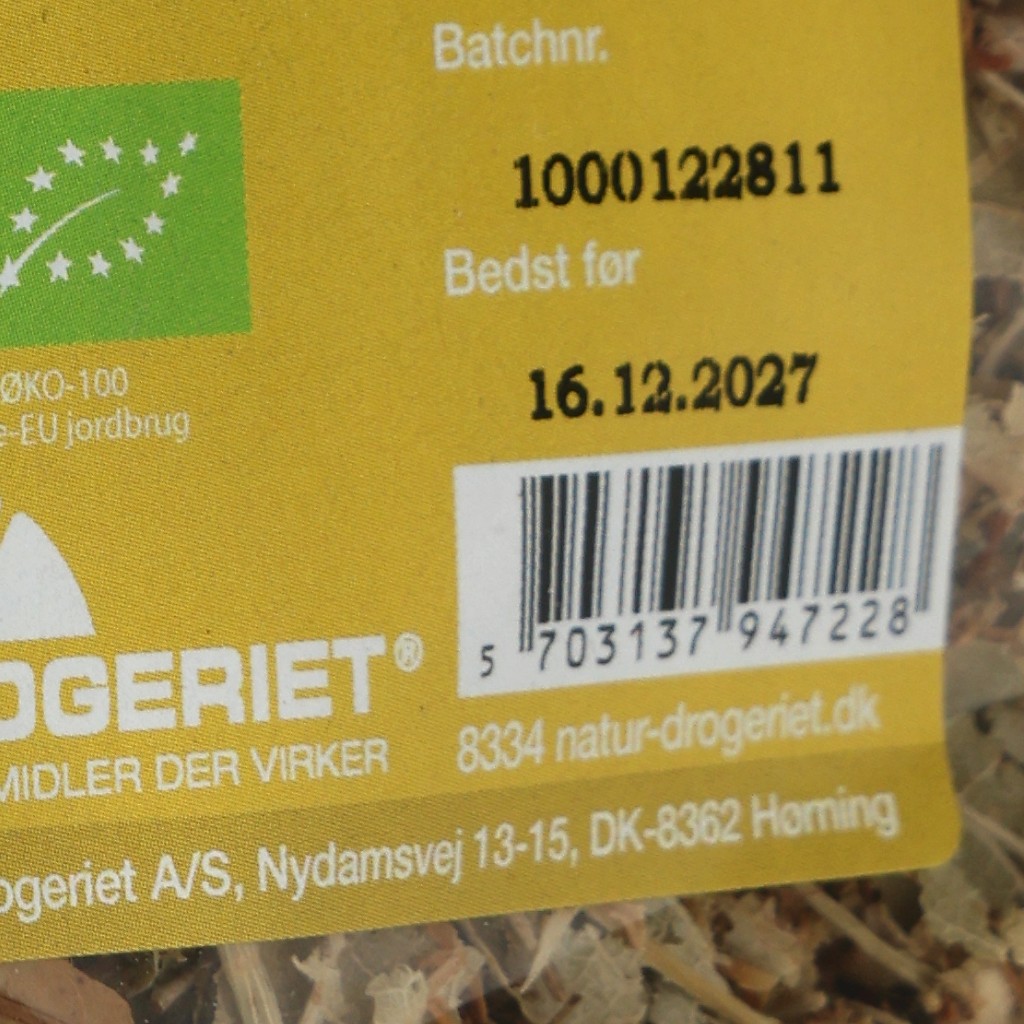 Batchnr.
1000122811
Bedst før
16.12.2027
ØKO-100
e-EU jordbrug
5 703137 947228
OGERIET®
MIDLER DER VIRKER
8334 natur-drogeriet.dk
ogeriet A/S, Nydamsvej 13-15, DK-8362 Hørning